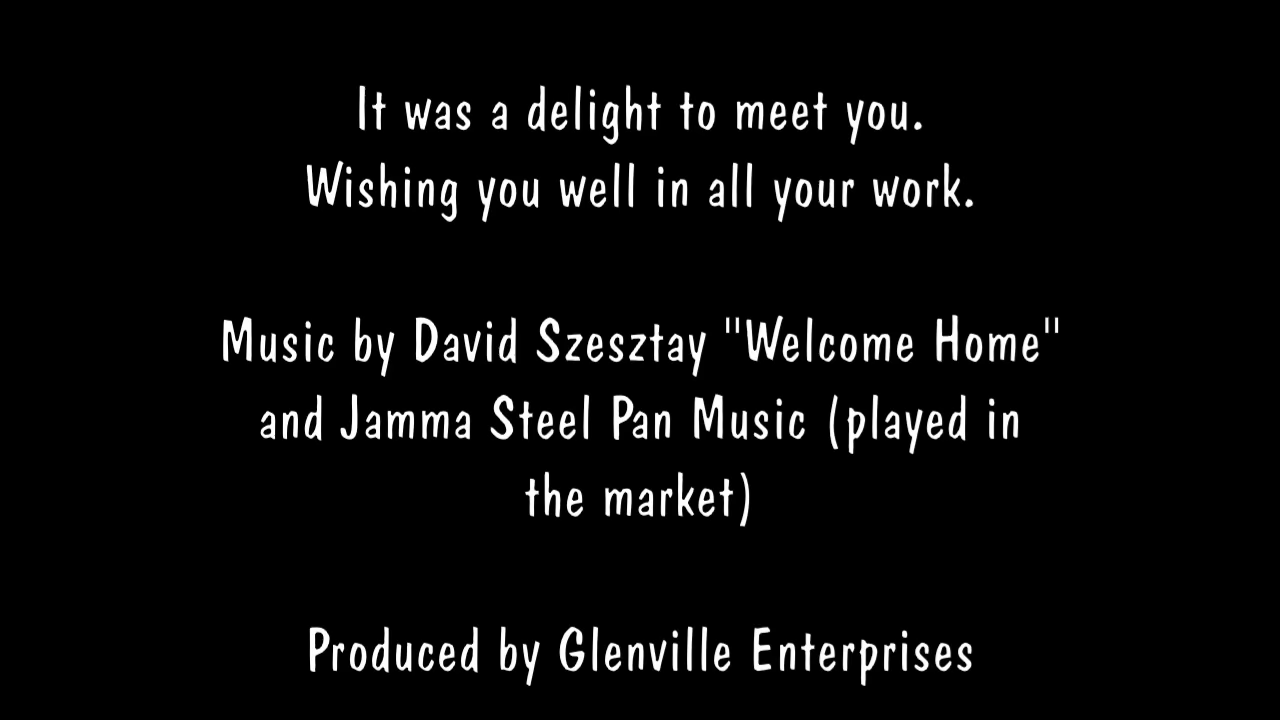 It was a delight to meet you.
Wishing you well in all your work.
Music by David Szesztay "Welcome Home"
and Jamma Steel Pan Music (played in
the market)
Produced by Glenville Enterprises